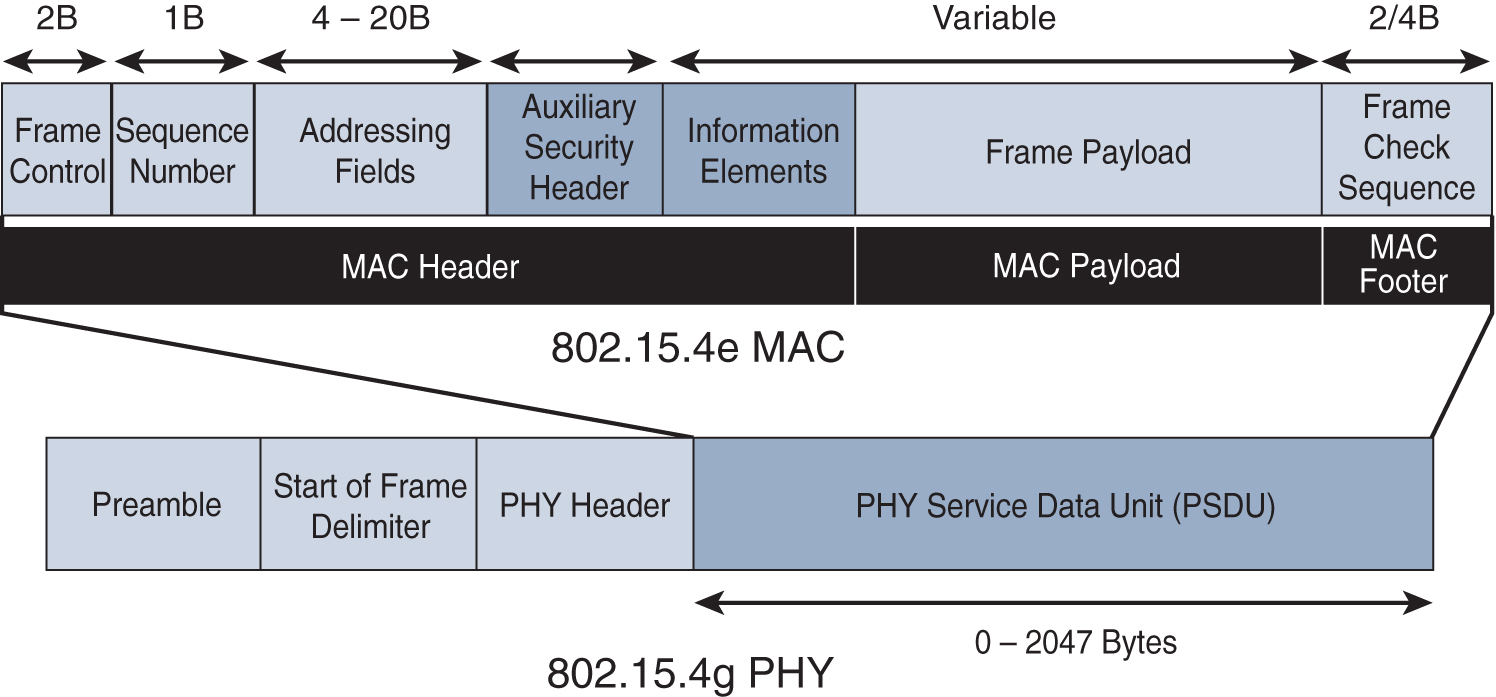 2B 1B 4 – 20B Variable 2/4B
Frame
Control
Sequence
Number
Addressing
Fields
Auxiliary
Security
Header
Information
Elements
Frame Payload
Frame
Check
Sequence
MAC Header
MAC Payload
MAC
Footer
802.15.4e MAC
Preamble
Start of Frame
Delimiter
PHY Header
PHY Service Data Unit (PSDU)
0 – 2047 Bytes
802.15.4g PHY